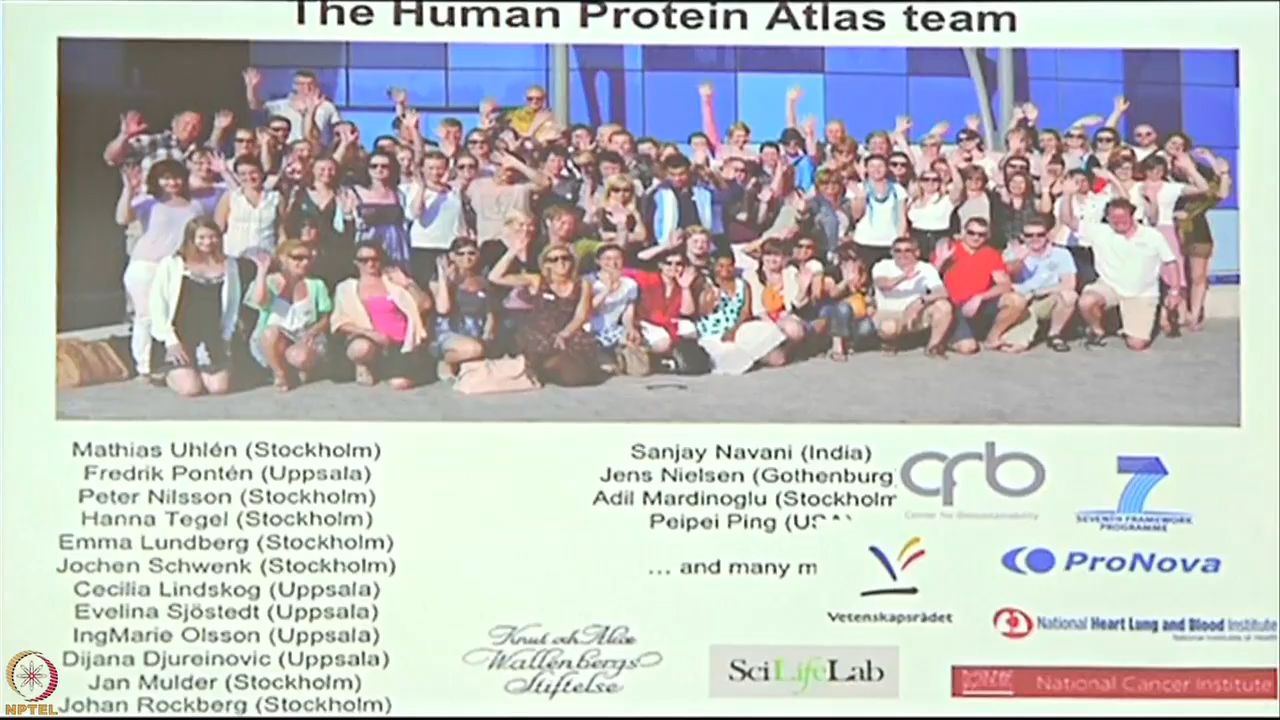 The Human Protein Atlas team
Mathias Uhlén (Stockholm)
Fredrik Pontén (Uppsala)
Peter Nilsson (Stockholm)
Hanna Tegel (Stockholm)
Emma Lundberg (Stockholm)
Jochen Schwenk (Stockholm)
Cecilia Lindskog (Uppsala)
Evelina Sjöstedt (Uppsala)
IngMarie Olsson (Uppsala)
Dijana Djureinovic (Uppsala)
Jan Mulder (Stockholm)
Johan Rockberg (Stockholm)
Sanjay Navani (India)
Jens Nielsen (Gothenburg
Adil Mardinoglu (Stockholm
Peipei Ping
... and many m
cfb
Center for Biosustainability
7
SEVENTH FRAMEWORK
PROGRAMME
Vetenskapsrådet
ProNova
National Heart Lung and Blood Institute
Knut och Alice
Wallenbergs
Stiftelse
SciLifeLab
National Cancer Institute
NPTEL